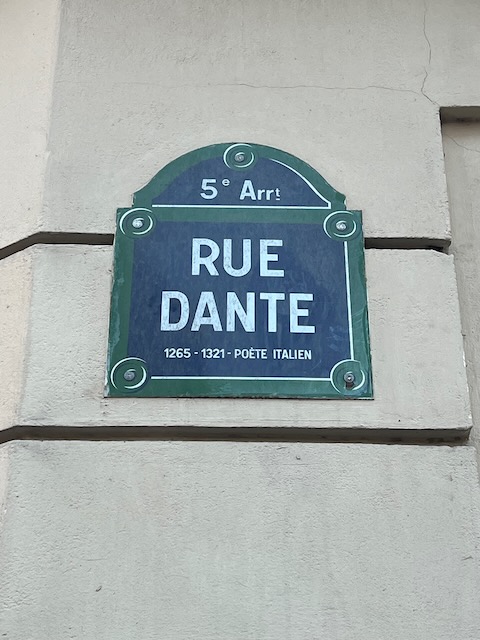 5e Arrt
RUE
DANTE
1265 - 1321 - POÈTE ITALIEN